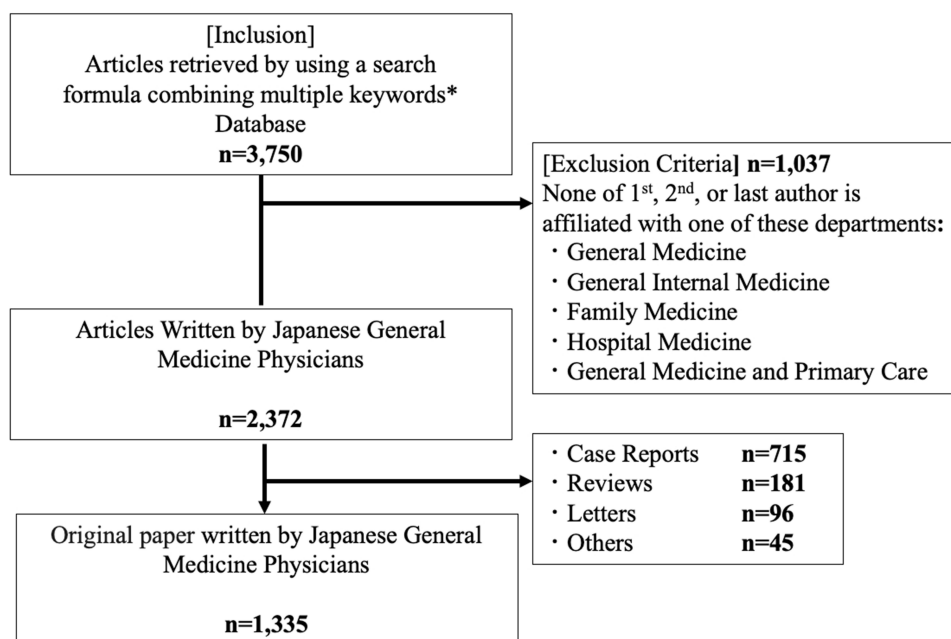 [Inclusion]
Articles retrieved by using a search
formula combining multiple keywords*
Database
n=3,750
[Exclusion Criteria] n=1,037
None of 1st, 2nd, or last author is
affiliated with one of these departments:
・General Medicine
・General Internal Medicine
・Family Medicine
・Hospital Medicine
・General Medicine and Primary Care
Articles Written by Japanese General
Medicine Physicians
n=2,372
・Case Reports n=715
・Reviews n=181
・Letters n=96
・Others n=45
Original paper written by Japanese General
Medicine Physicians
n=1,335